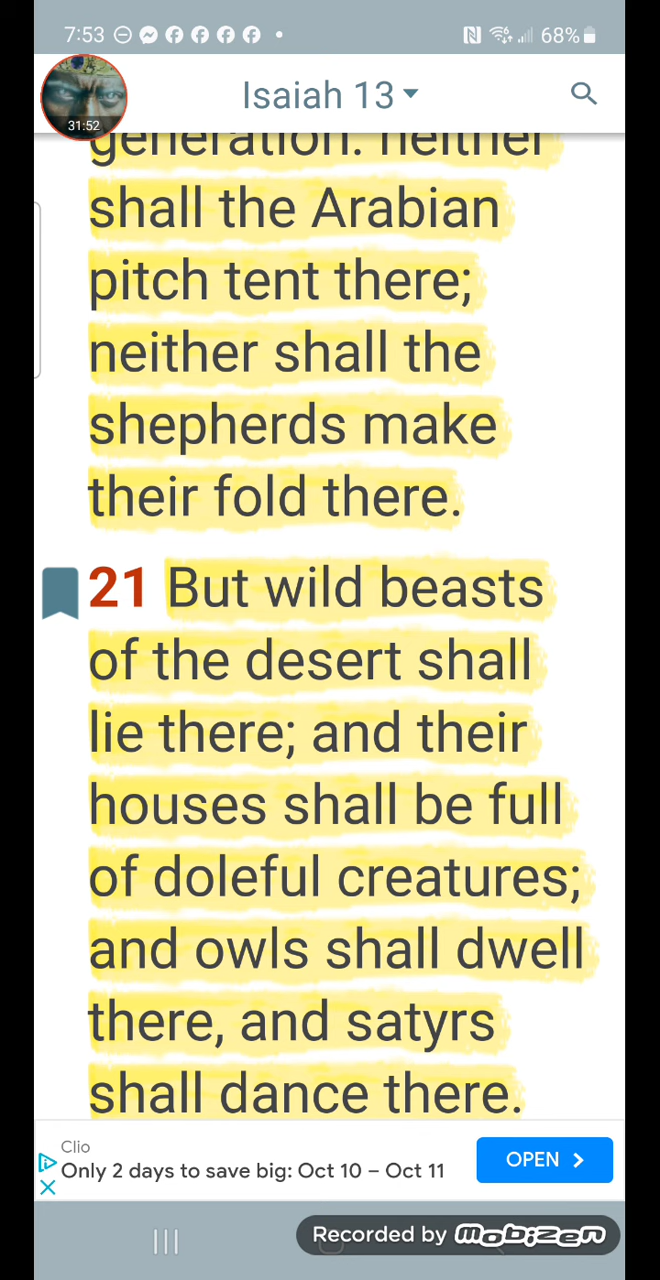 7:53
68%
31:52
Isaiah 13
generation: neither
shall the Arabian
pitch tent there;
neither shall the
shepherds make
their fold there.
21 But wild beasts
of the desert shall
lie there; and their
houses shall be full
of doleful creatures;
and owls shall dwell
there, and satyrs
shall dance there.
Clio
Only 2 days to save big: Oct 10 – Oct 11
OPEN
Recorded by Mobizen